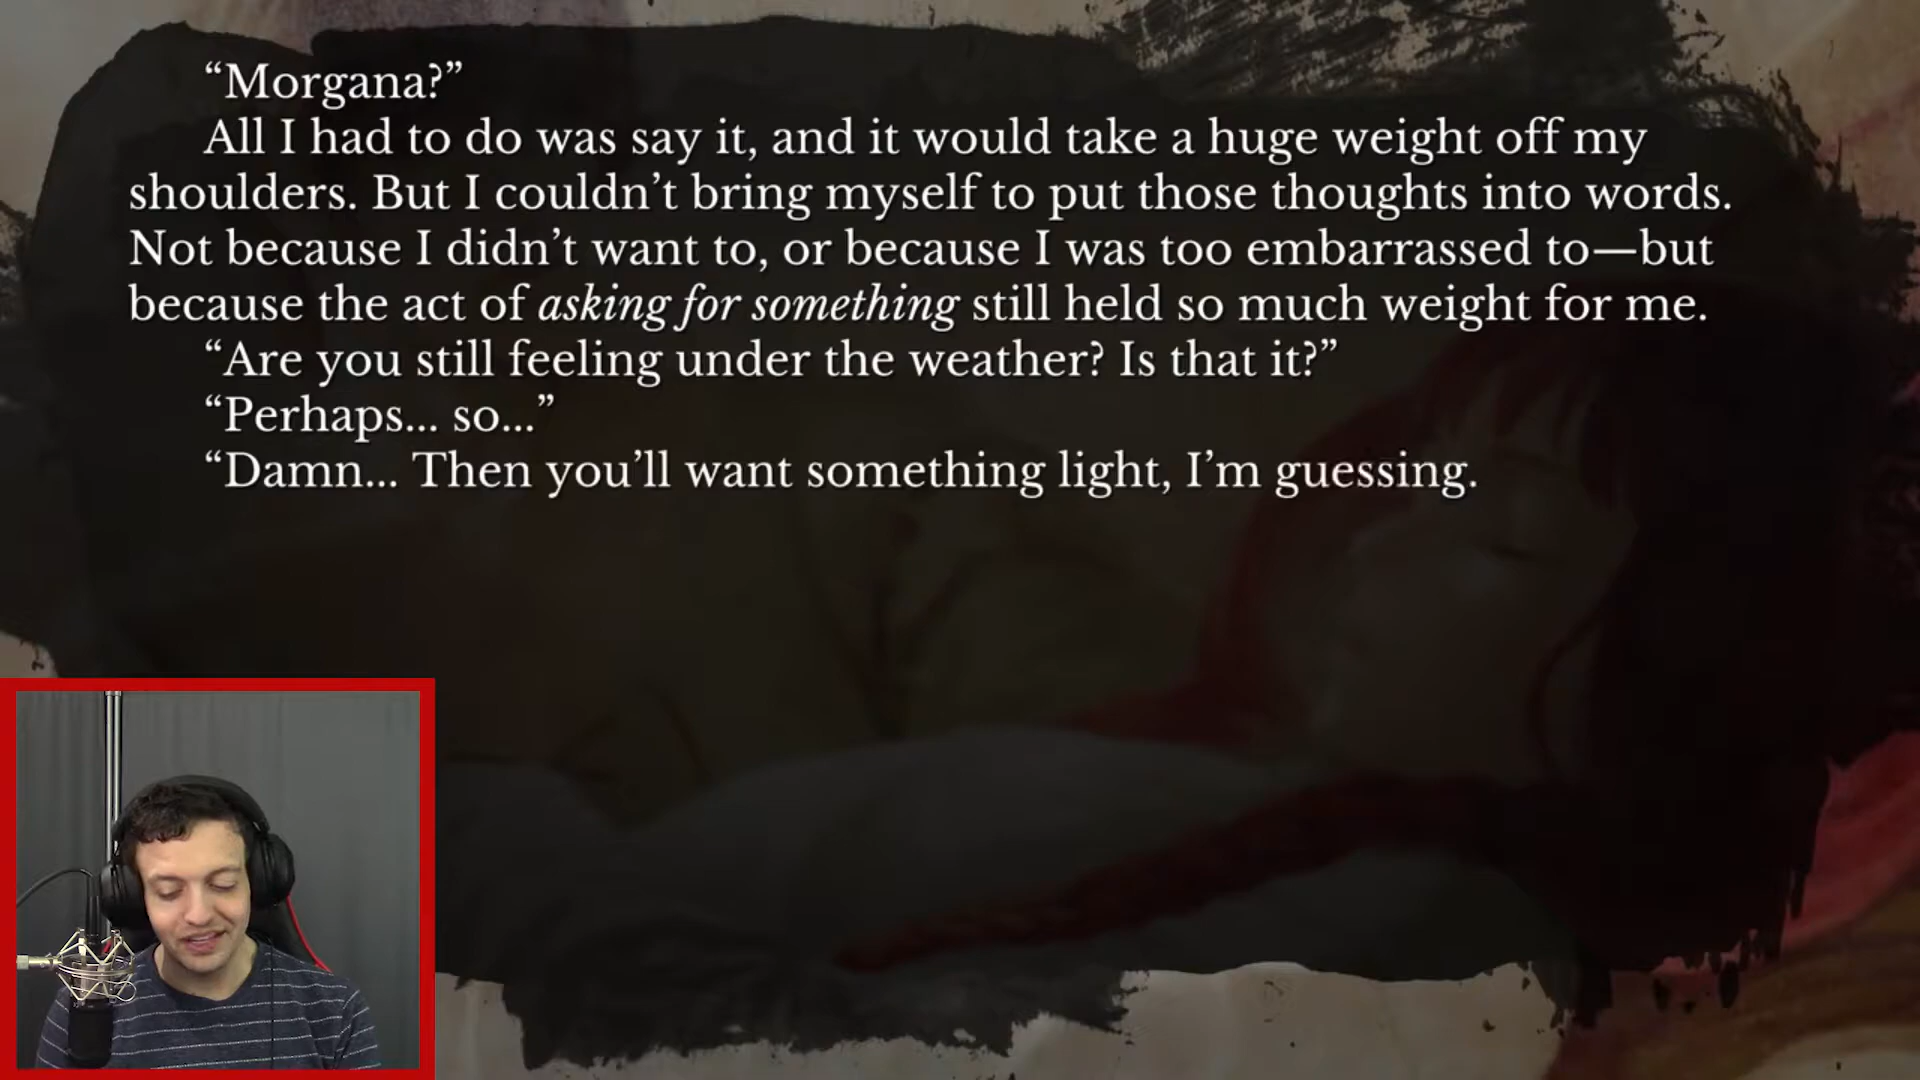 “Morgana?”
All I had to do was say it, and it would take a huge weight off my
shoulders. But I couldn’t bring myself to put those thoughts into words.
Not because I didn’t want to, or because I was too embarrassed to—but
because the act of asking for something still held so much weight for me.
“Are you still feeling under the weather? Is that it?”
“Perhaps... so...”
“Damn... Then you’ll want something light, I’m guessing.